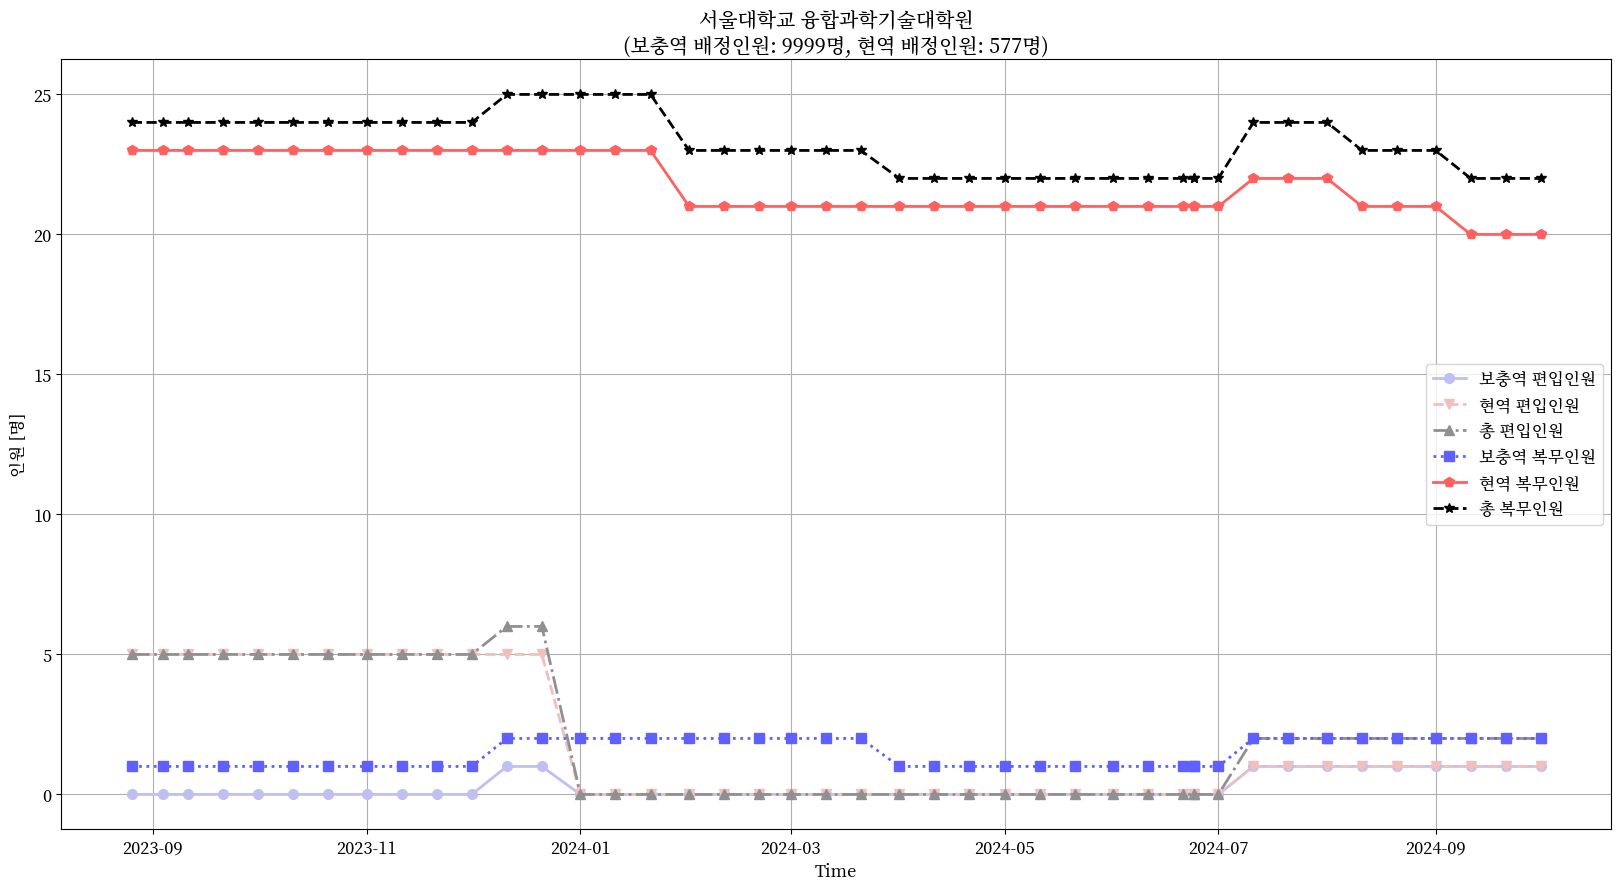 서울대학교 융합과학기술대학원
(보충역 배정인원: 9999명, 현역 배정인원: 577명)
인원 [명]
25
20
15
10
5
0
보충역 편입인원
현역 편입인원
총 편입인원
보충역 복무인원
현역 복무인원
총 복무인원
2023-09
2023-11
2024-01
2024-03
2024-05
2024-07
2024-09
Time